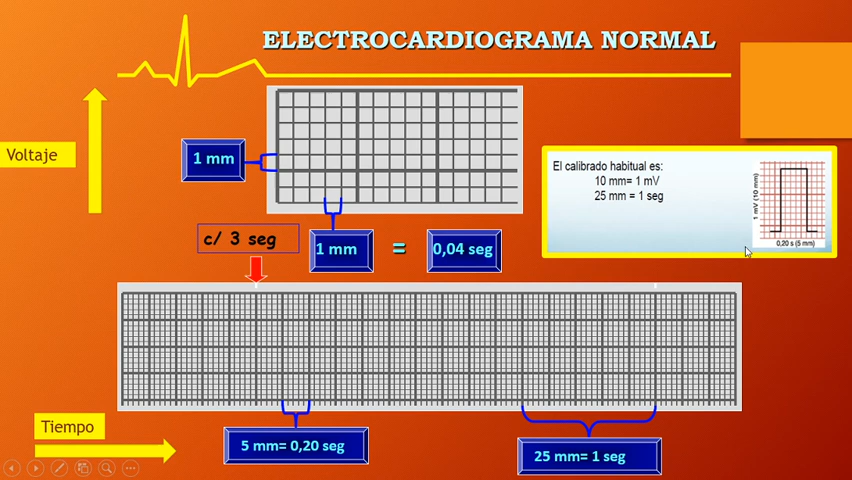 ELECTROCARDIOGRAMA NORMAL
Voltaje
1 mm
El calibrado habitual es:
10 mm= 1 mV
25 mm = 1 seg
1 mV (10 mm)
0,20 s (5 mm)
c/ 3 seg
1 mm
=
0,04 seg
Tiempo
5 mm= 0,20 seg
25 mm= 1 seg